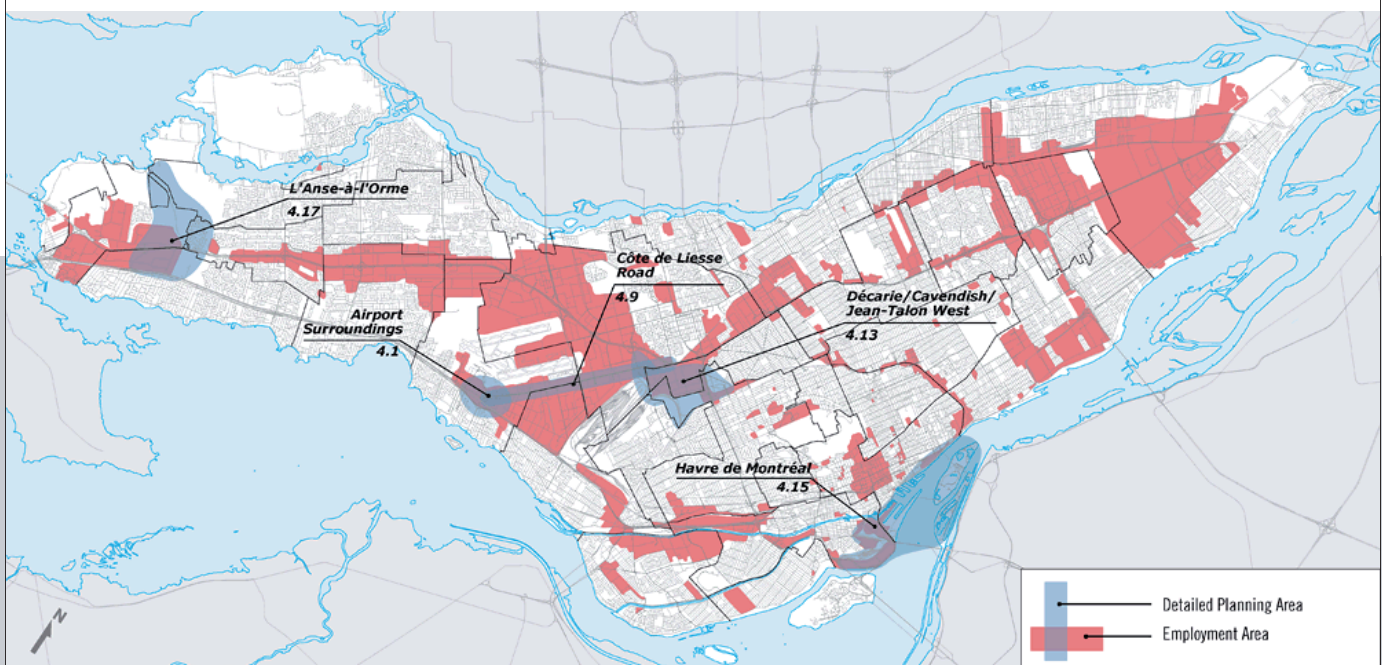 L'Anse-à-l'Orme
4.17
Côte de Liesse
Road
4.9
Airport
Surroundings
4.1
Décarie/Cavendish/
Jean-Talon West
4.13
Havre de Montréal
4.15
N
Detailed Planning Area
Employment Area